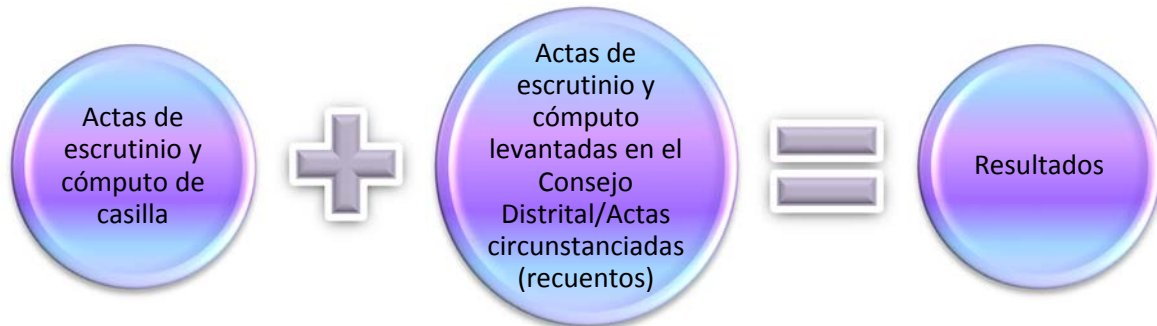 Actas de
escrutinio y
cómputo de
casilla
Actas de
escrutinio y
cómputo
levantadas en el
Consejo
Distrital/Actas
circunstanciadas
(recuentos)
Resultados